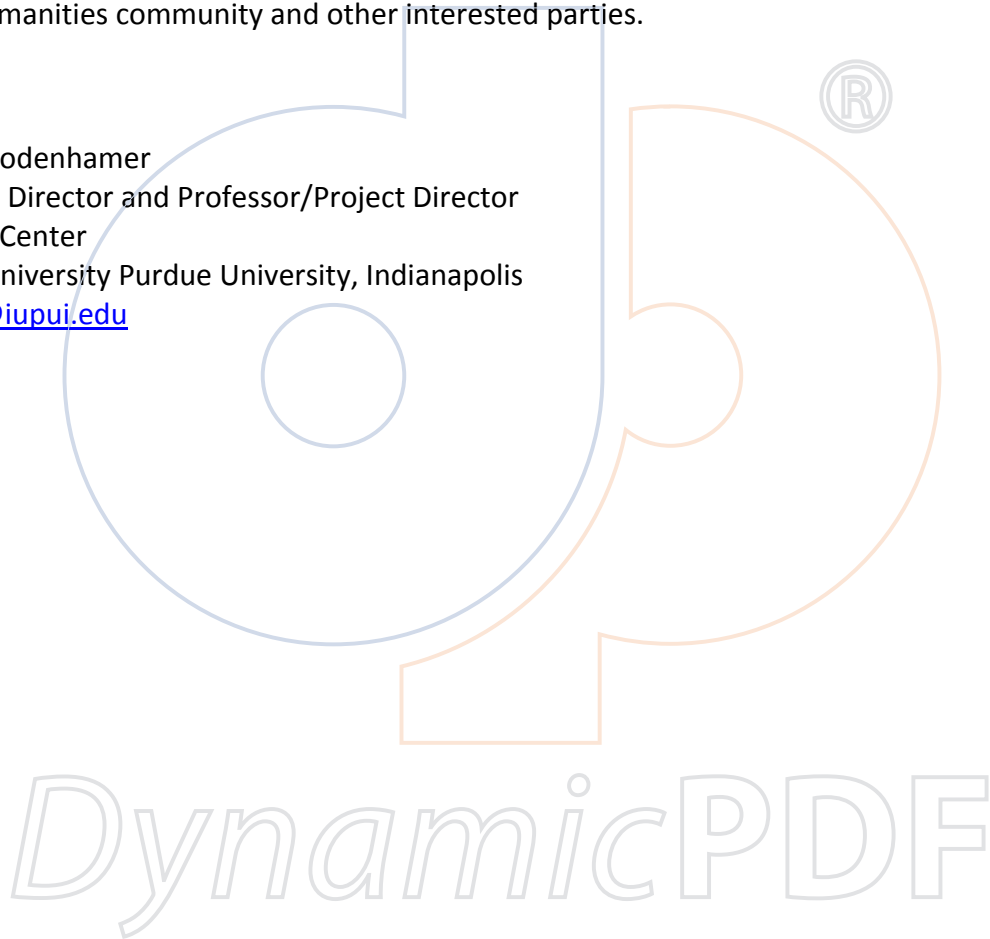 manities community and other interested parties.
odenhamer
Director and Professor/Project Director
Center
niversity Purdue University, Indianapolis
iupui.edu
®
DynamicPDF